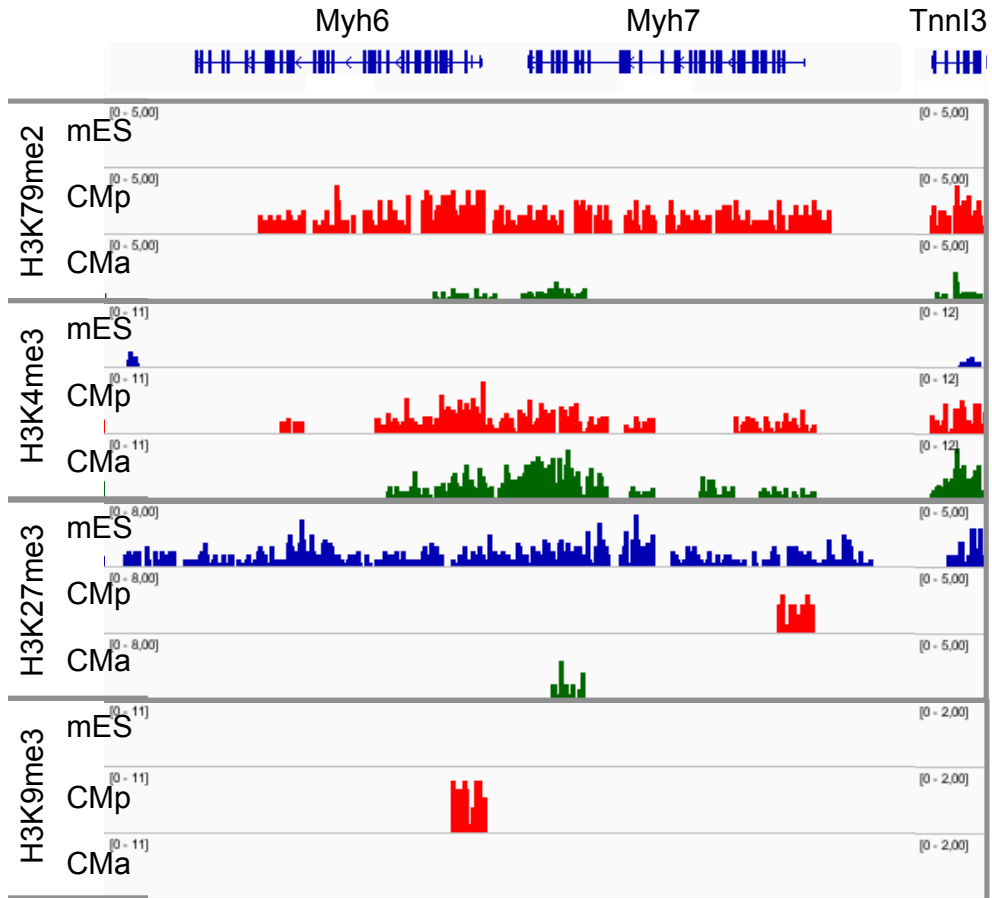 Myh6 Myh7 TnnI3
H3K79me2
mES [0 - 5,00] [0 - 5,00]
CMp [0 - 5,00] [0 - 5,00]
CMa [0 - 5,00] [0 - 5,00]
H3K4me3
mES [0 - 11] [0 - 12]
CMp [0 - 11] [0 - 12]
CMa [0 - 11] [0 - 12]
H3K27me3
mES [0 - 8,00] [0 - 5,00]
CMp [0 - 8,00] [0 - 5,00]
CMa [0 - 8,00] [0 - 5,00]
H3K9me3
mES [0 - 11] [0 - 2,00]
CMp [0 - 11] [0 - 2,00]
CMa [0 - 11] [0 - 2,00]